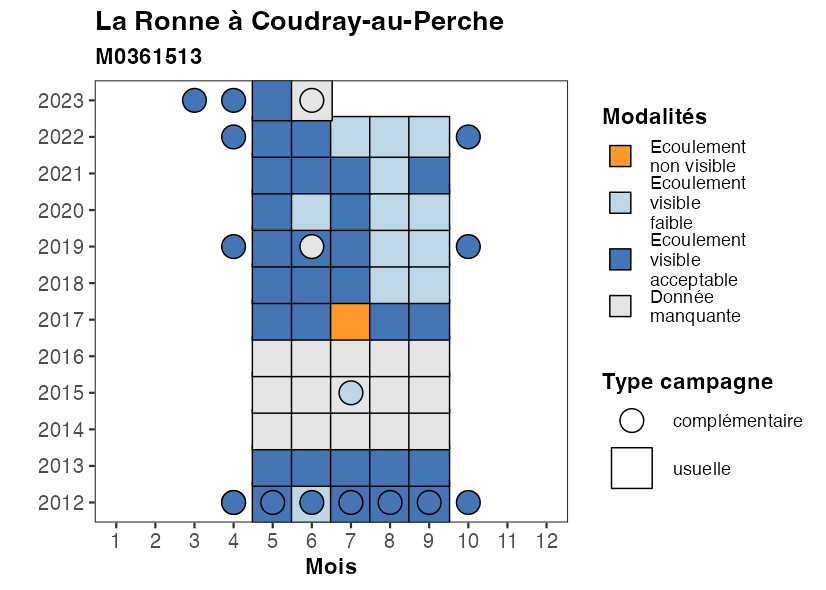 La Ronne à Coudray-au-Perche
M0361513
2023
2022
2021
2020
2019
2018
2017
2016
2015
2014
2013
2012
1 2 3 4 5 6 7 8 9 10 11 12
Mois
Modalités
Ecoulement
non visible
Ecoulement
visible
faible
Ecoulement
visible
acceptable
Donnée
manquante
Type campagne
complémentaire
usuelle